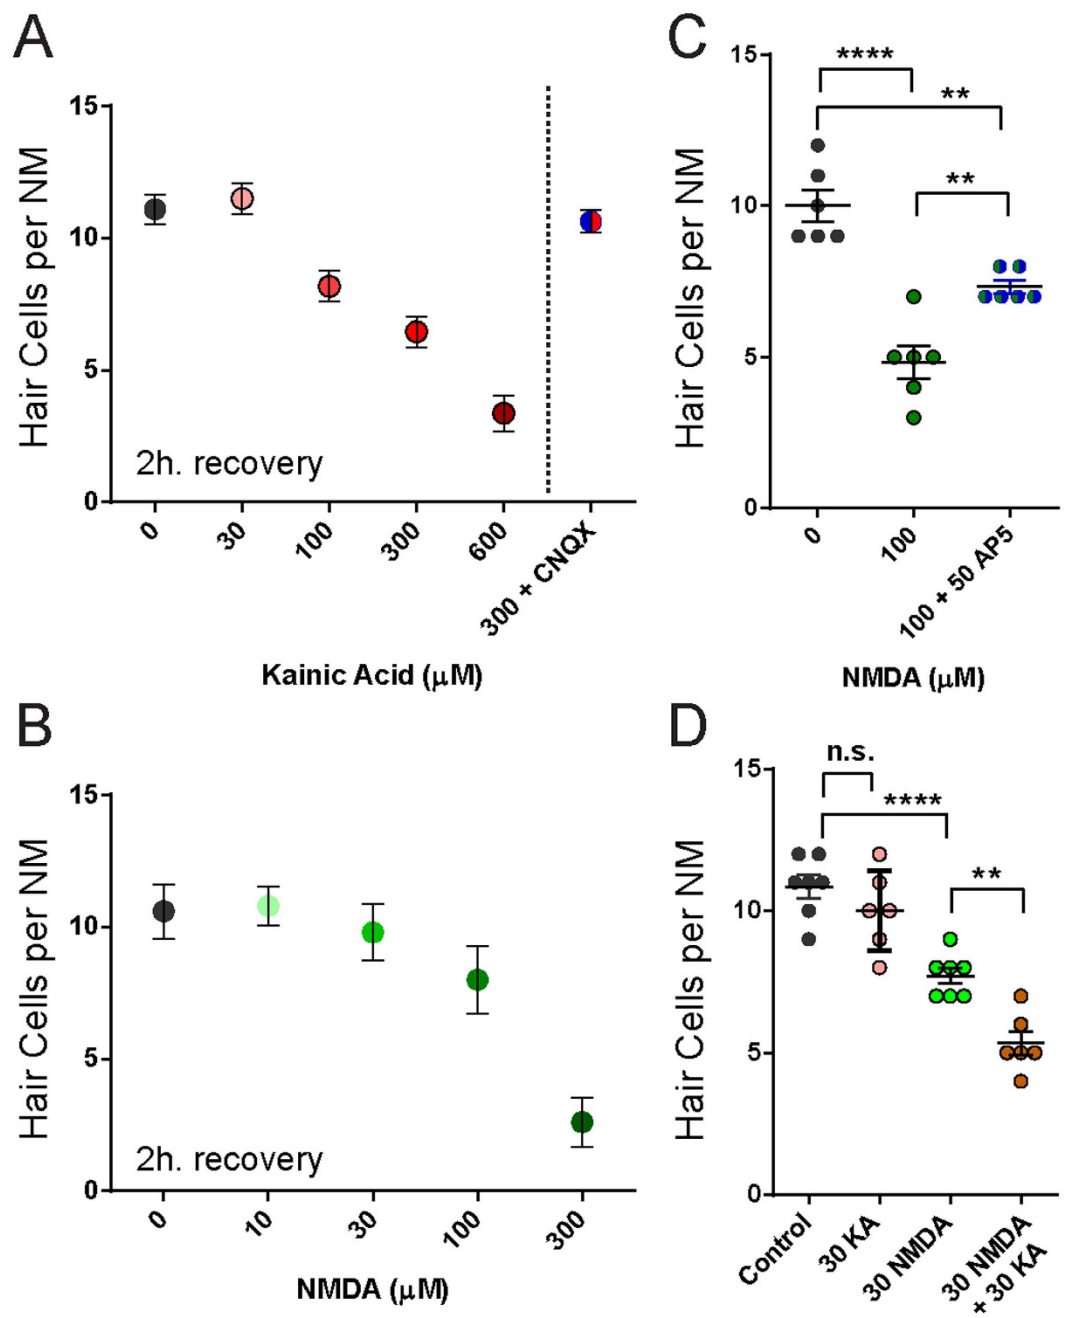 A
15
10
5
0
Hair Cells per NM
2h. recovery
0
30
100
300
600
300 + CNQX
Kainic Acid (µM)
B
15
10
5
0
Hair Cells per NM
2h. recovery
0
10
30
100
300
NMDA (µM)
C
15
10
5
0
Hair Cells per NM
****
**
**
0
100
100 + 50 AP5
NMDA (µM)
D
15
10
5
0
Hair Cells per NM
n.s.
****
**
Control
30 KA
30 NMDA
30 NMDA
+ 30 KA